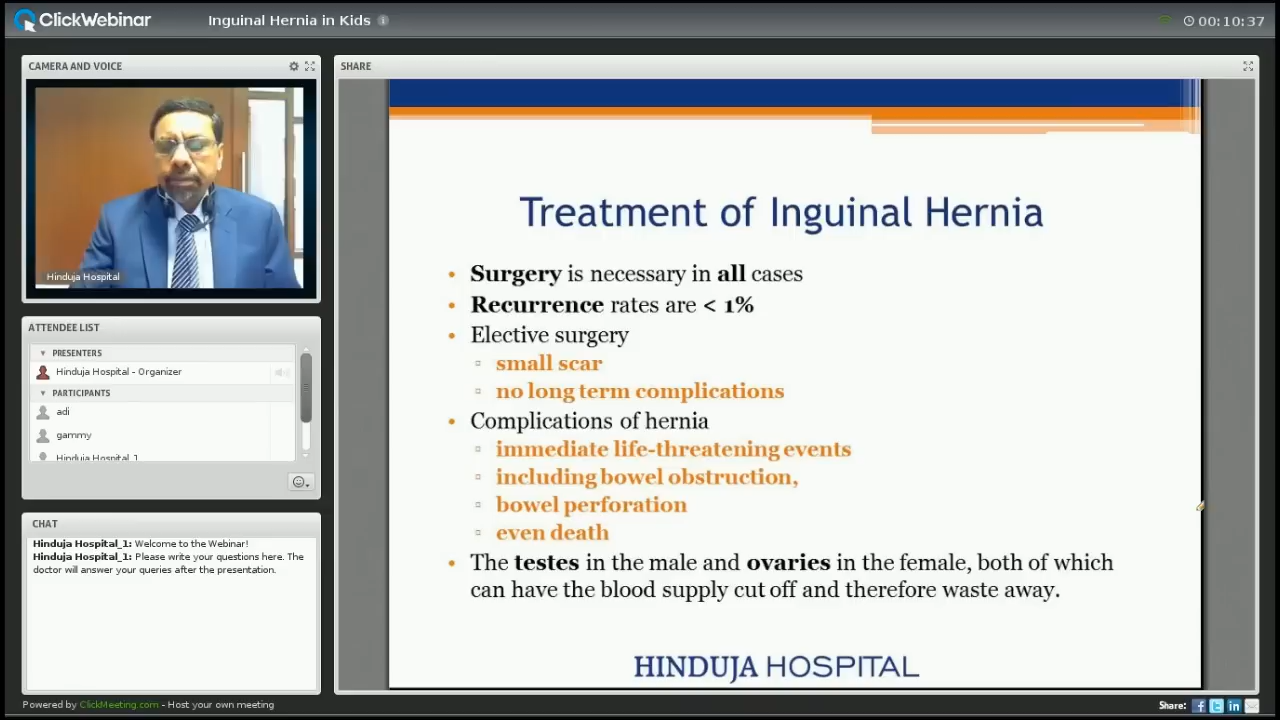 ClickWebinar
Inguinal Hernia in Kids
00:10:37
CAMERA AND VOICE
Hinduja Hospital
ATTENDEE LIST
PRESENTERS
Hinduja Hospital - Organizer
PARTICIPANTS
adi
gammy
Hinduja Hospital_1
CHAT
Hinduja Hospital_1: Welcome to the Webinar!
Hinduja Hospital_1: Please write your questions here. The
doctor will answer your queries after the presentation.
SHARE
Treatment of Inguinal Hernia
• Surgery is necessary in all cases
• Recurrence rates are < 1%
• Elective surgery
▫ small scar
▫ no long term complications
• Complications of hernia
▫ immediate life-threatening events
▫ including bowel obstruction,
▫ bowel perforation
▫ even death
• The testes in the male and ovaries in the female, both of which
can have the blood supply cut off and therefore waste away.
HINDUJA HOSPITAL
Powered by ClickMeeting.com - Host your own meeting
Share: